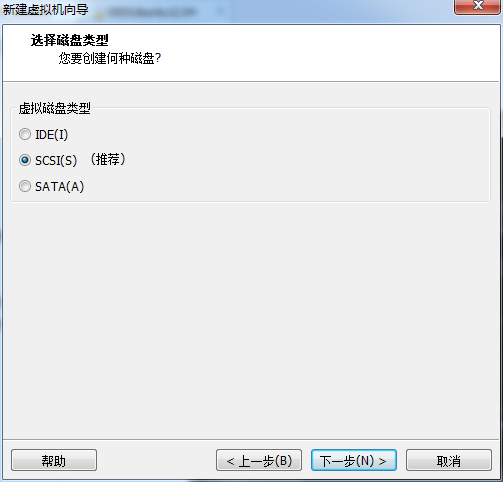 新建虚拟机向导
选择磁盘类型
您要创建何种磁盘?
虚拟磁盘类型
IDE(I)
SCSI(S) (推荐)
SATA(A)
帮助
< 上一步(B)
下一步(N) >
取消